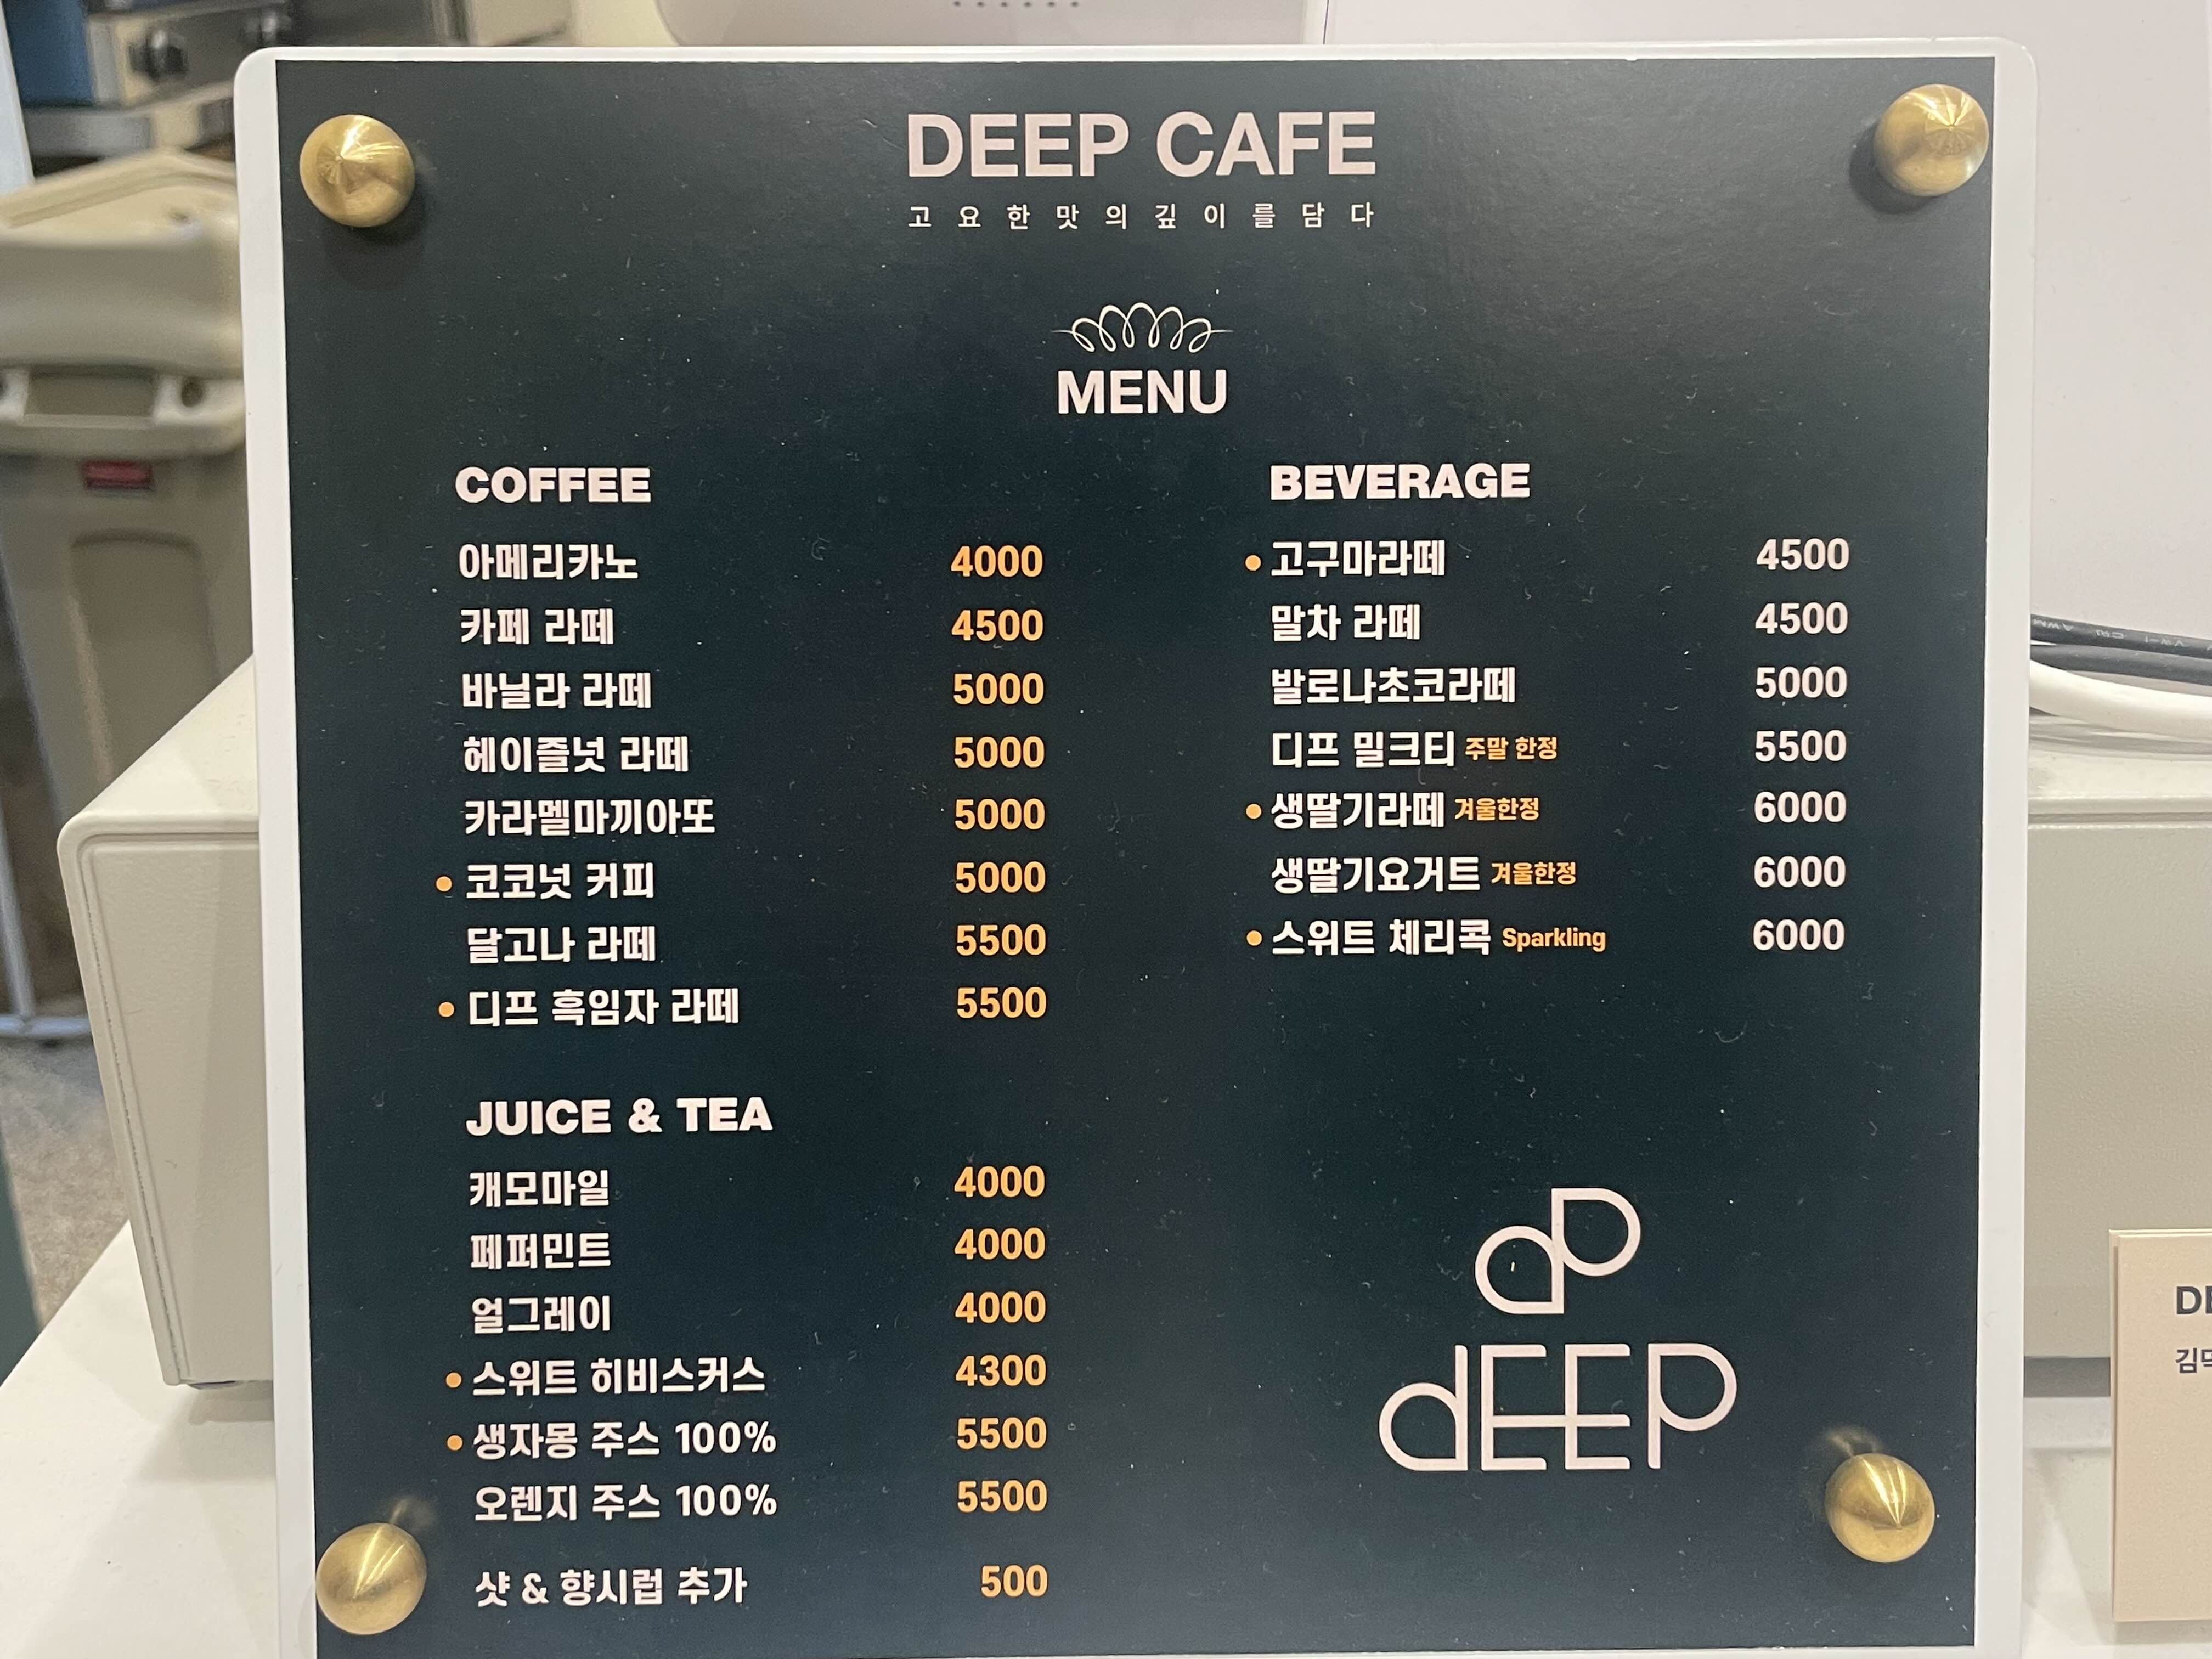 DEEP CAFE
고요한맛의깊이를담다
MENU
COFFEE
아메리카노 4000
카페 라떼 4500
바닐라 라떼 5000
헤이즐넛 라떼 5000
카라멜마끼아또 5000
코코넛 커피 5000
달고나 라떼 5500
디프 흑임자 라떼 5500
JUICE & TEA
캐모마일 4000
페퍼민트 4000
얼그레이 4000
스위트 히비스커스 4300
생자몽 주스 100% 5500
오렌지 주스 100% 5500
샷 & 향시럽 추가 500
BEVERAGE
고구마라떼 4500
말차 라떼 4500
발로나초코라떼 5000
디프 밀크티 주말 한정 5500
생딸기라떼 겨울한정 6000
생딸기요거트 겨울한정 6000
스위트 체리콕 Sparkling 6000
dEEP